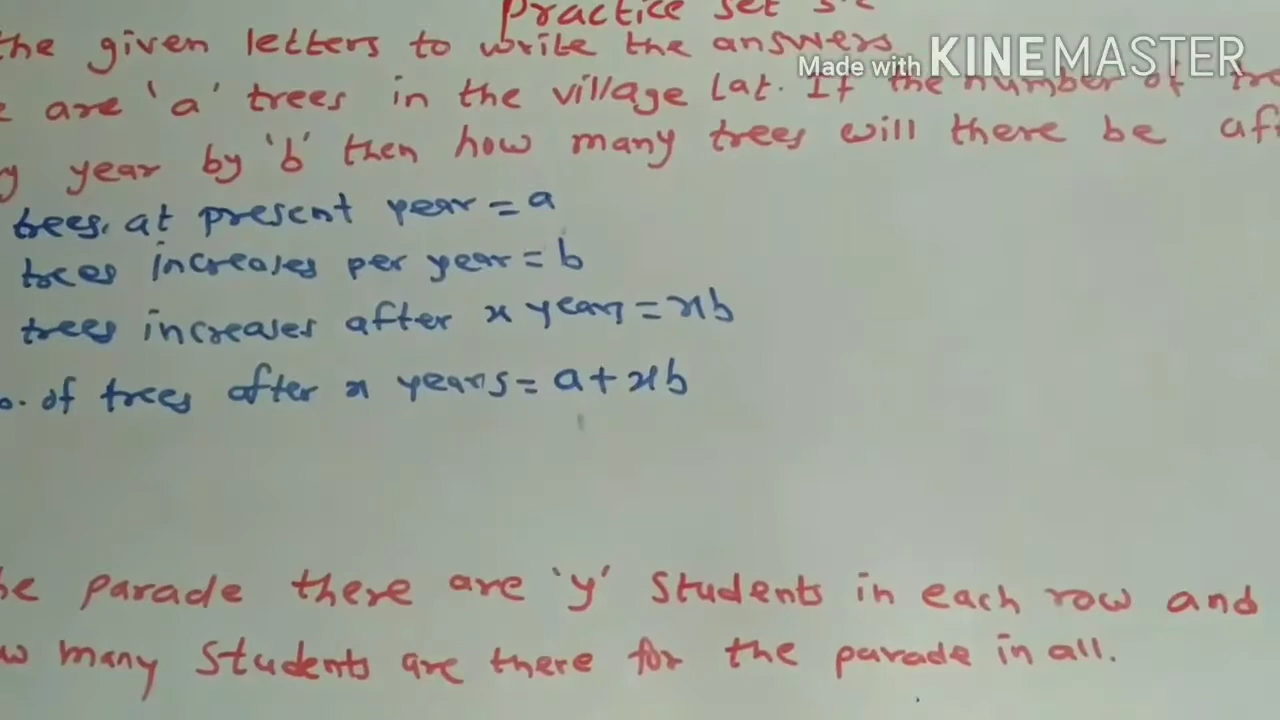 Practice set
the given letters to write the answers
Made with KINEMASTER
are 'a' trees in the village Lat. If the number of
year by 'b' then how many trees will there be
trees, at present year = a
trees increases per year = b
trees increases after x years = xb
of trees after x years = a + xb
parade there are 'y' students in each row and
many students are there for the parade in all.